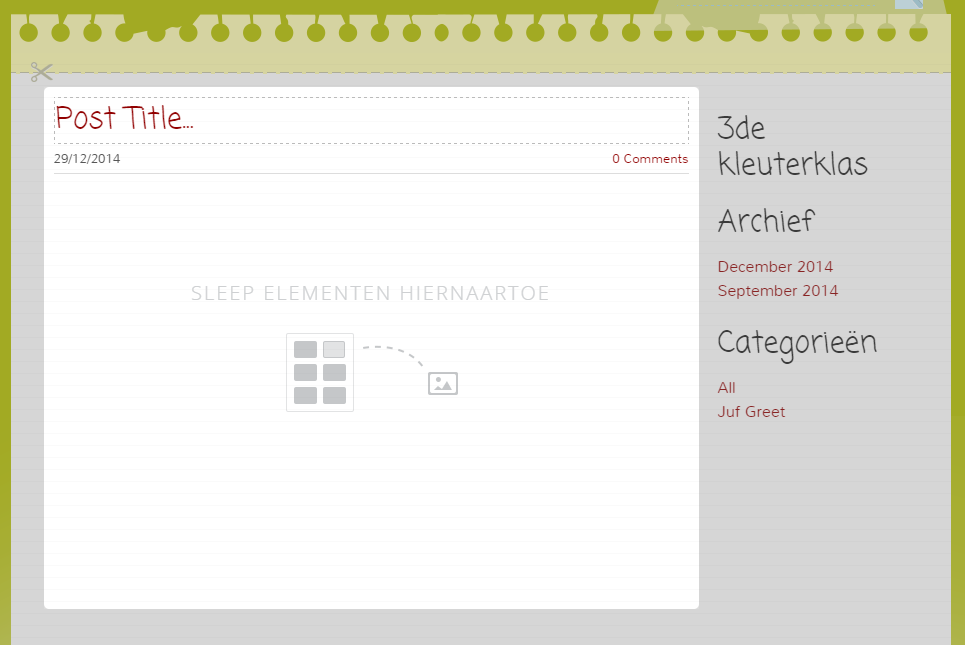 Post Title...
29/12/2014
0 Comments
SLEEP ELEMENTEN HIERNAARTOE
3de
kleuterklas
Archief
December 2014
September 2014
Categorieën
All
Juf Greet